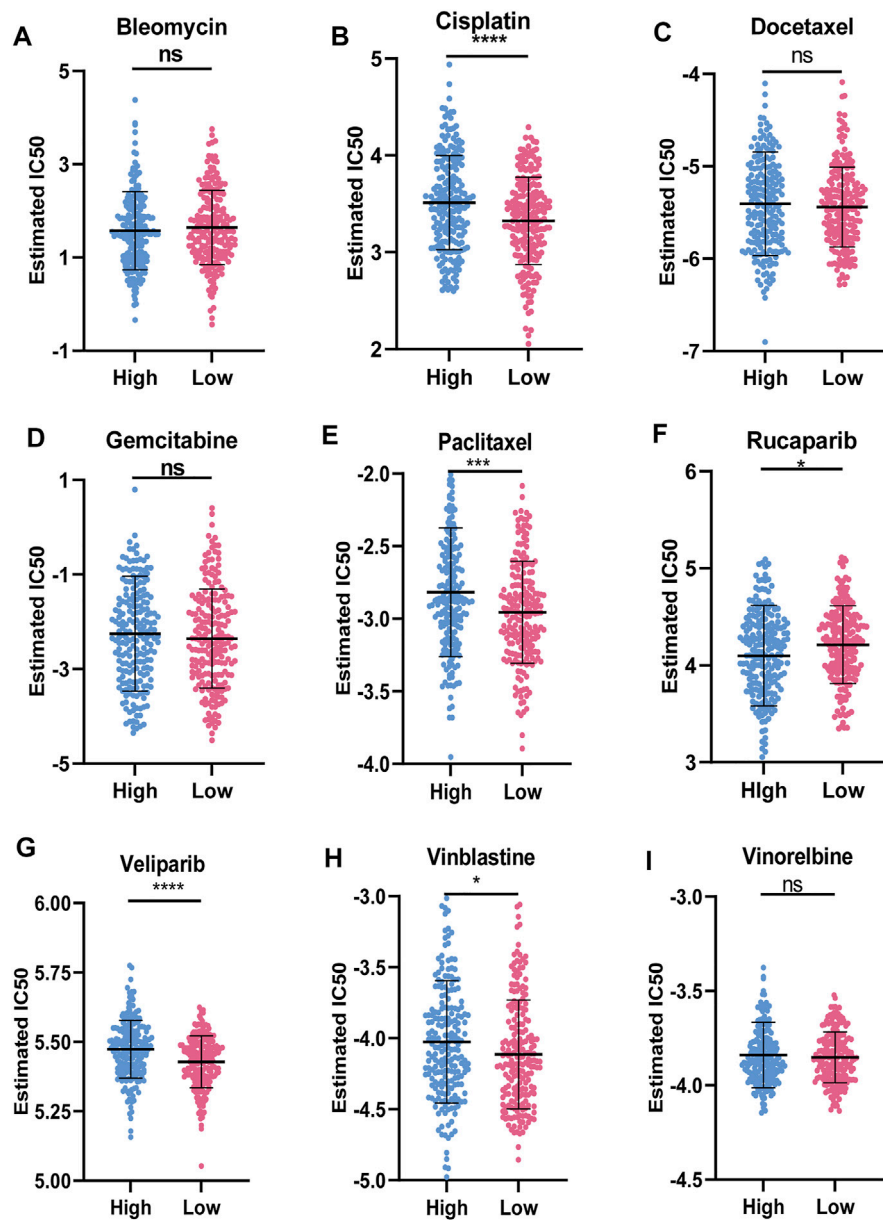 A
Bleomycin
ns
Estimated IC50
5
3
1
-1
High Low
B
Cisplatin
****
Estimated IC50
5
4
3
2
High Low
C
Docetaxel
ns
Estimated IC50
-4
-5
-6
-7
High Low
D
Gemcitabine
ns
Estimated IC50
1
-1
-3
-5
High Low
E
Paclitaxel
***
Estimated IC50
-2.0
-2.5
-3.0
-3.5
-4.0
High Low
F
Rucaparib
*
Estimated IC50
6
5
4
3
HIgh Low
G
Veliparib
****
Estimated IC50
6.00
5.75
5.50
5.25
5.00
High Low
H
Vinblastine
*
Estimated IC50
-3.0
-3.5
-4.0
-4.5
-5.0
High Low
I
Vinorelbine
ns
Estimated IC50
-3.0
-3.5
-4.0
-4.5
High Low